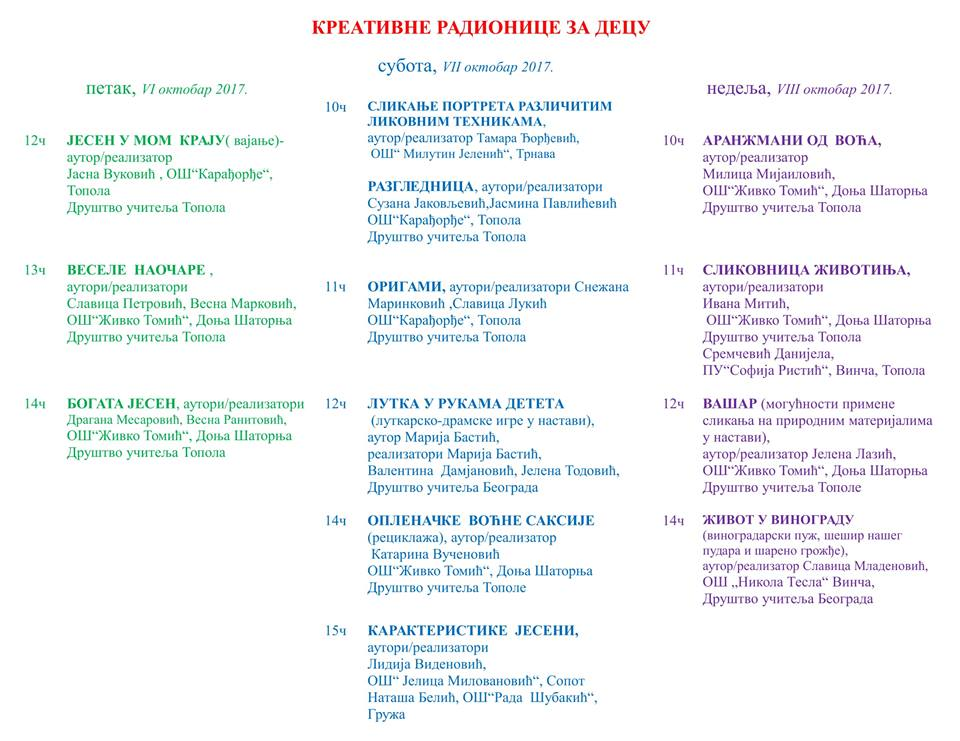 КРЕАТИВНЕ РАДИОНИЦЕ ЗА ДЕЦУ
петак, VI октобар 2017.
12ч ЈЕСЕН У МОМ КРАЈУ( вајање)-
аутор/реализатор
Јасна Вуковић , ОШ“Карађорђе“,
Топола
Друштво учитеља Топола
13ч ВЕСЕЛЕ НАОЧАРЕ ,
аутори/реализатори
Славица Петровић, Весна Марковић,
ОШ“Живко Томић“, Доња Шаторња
Друштво учитеља Топола
14ч БОГАТА ЈЕСЕН, аутори/реализатори
Драгана Месаровић, Весна Ранитовић,
ОШ“Живко Томић“, Доња Шаторња
Друштво учитеља Топола
субота, VII октобар 2017.
10ч СЛИКАЊЕ ПОРТРЕТА РАЗЛИЧИТИМ
ЛИКОВНИМ ТЕХНИКАМА,
аутор/реализатор Тамара Ђорђевић,
ОШ“ Милутин Јеленић“, Трнава
РАЗГЛЕДНИЦА, аутори/реализатори
Сузана Јаковљевић,Јасмина Павлићевић
ОШ“Карађорђе“, Топола
Друштво учитеља Топола
11ч ОРИГАМИ, аутори/реализатори Снежана
Маринковић ,Славица Лукић
ОШ“Карађорђе“, Топола
Друштво учитеља Топола
12ч ЛУТКА У РУКАМА ДЕТЕТА
(луткарско-драмске игре у настави),
аутор Марија Бастић,
реализатори Марија Бастић,
Валентина Дамјановић, Јелена Тодовић,
Друштво учитеља Београда
14ч ОПЛЕНАЧКЕ ВОЋНЕ САКСИЈЕ
(рециклажа), аутор/реализатор
Катарина Вученовић
ОШ“Живко Томић“, Доња Шаторња
Друштво учитеља Тополе
15ч КАРАКТЕРИСТИКЕ ЈЕСЕНИ,
аутори/реализатори
Лидија Виденовић,
ОШ“ Јелица Миловановић“, Сопот
Наташа Белић, ОШ“Рада Шубакић“,
Гружа
недеља, VIII октобар 2017.
10ч АРАНЖМАНИ ОД ВОЋА,
аутор/реализатор
Милица Мијаиловић,
ОШ“Живко Томић“, Доња Шаторња
Друштво учитеља Топола
11ч СЛИКОВНИЦА ЖИВОТИЊА,
аутори/реализатори
Ивана Митић,
ОШ“Живко Томић“, Доња Шаторња
Друштво учитеља Топола
Сремчевић Данијела,
ПУ“Софија Ристић“, Винча, Топола
12ч ВАШАР (могућности примене
сликања на природним материјалима
у настави),
аутор/реализатор Јелена Лазић,
ОШ“Живко Томић“, Доња Шаторња
Друштво учитеља Тополе
14ч ЖИВОТ У ВИНОГРАДУ
(виноградарски пуж, шешир нашег
пудара и шарено грожђе),
аутор/реализатор Славица Младеновић,
ОШ „Никола Тесла“ Винча,
Друштво учитеља Београда